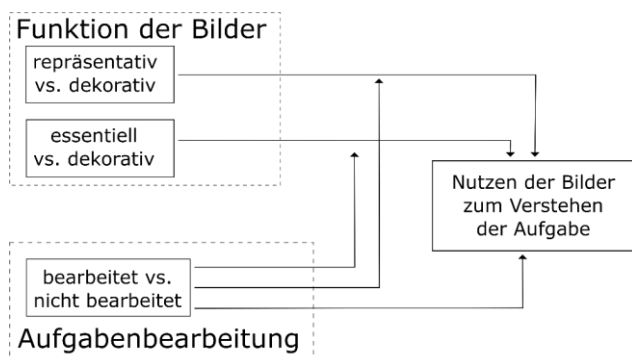 Funktion der Bilder
repräsentativ
vs. dekorativ
essentiell
vs. dekorativ
Nutzen der Bilder
zum Verstehen
der Aufgabe
bearbeitet vs.
nicht bearbeitet
Aufgabenbearbeitung